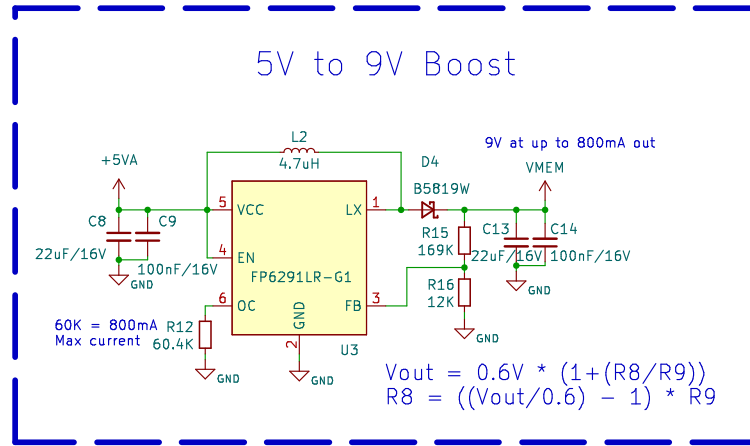 5V to 9V Boost
L2
4.7uH
9V at up to 800mA out
+5VA
D4
VMEM
B5819W
5
VCC
LX
1
C8
C9
C13
C14
R15
169K
22uF/16V
100nF/16V
22uF/16V
100nF/16V
4
EN
FP6291LR-G1
GND
GND
R16
12K
6
OC
FB
3
60K = 800mA
Max current
R12
60.4K
GND
2
GND
U3
GND
GND
Vout = 0.6V * (1+(R8/R9))
R8 = ((Vout/0.6) - 1) * R9